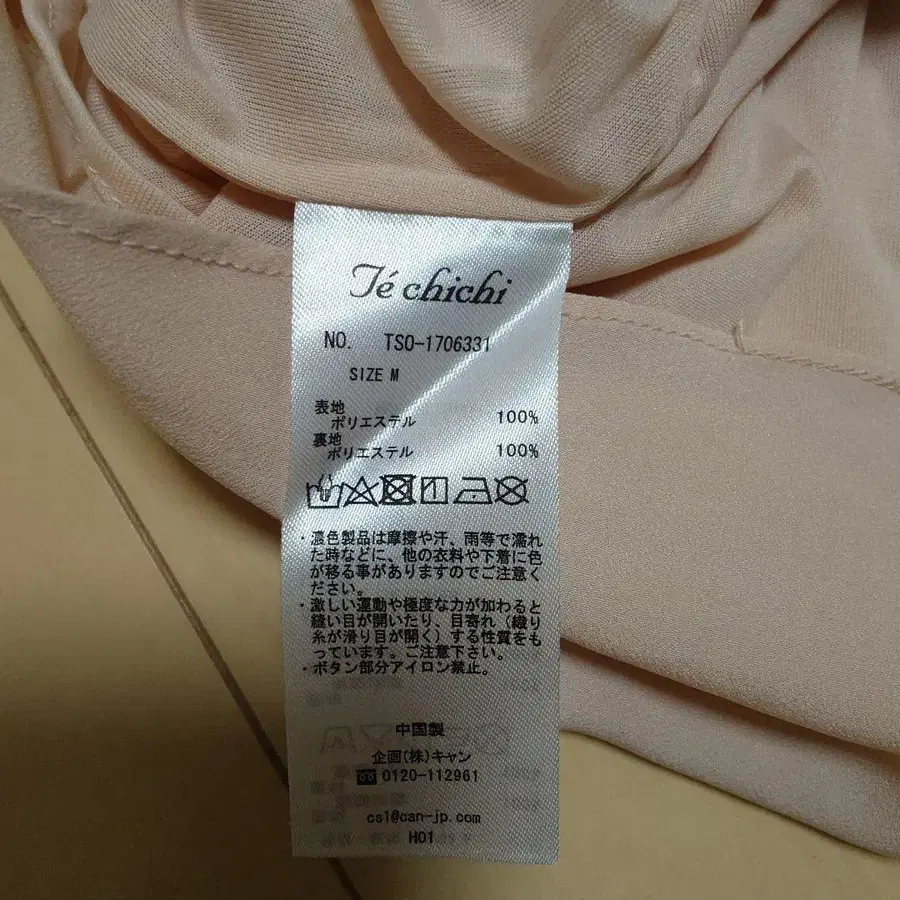 Té chichi
NO. TSO-1706331
SIZE M
表地
ポリエステル 100%
裏地
ポリエステル 100%
・濃色製品は摩擦や汗、雨等で濡れ
た時などに、他の衣料や下着に色
が移る事がありますのでご注意く
ださい。
・激しい運動や極度な力が加わると
縫い目が開いたり、目寄れ(織り
糸が滑り目が開く)する性質をも
っています。ご注意下さい。
・ボタン部分アイロン禁止。
中国製
企画(株)キャン
0120-112961
cs1@can-jp.com
H01